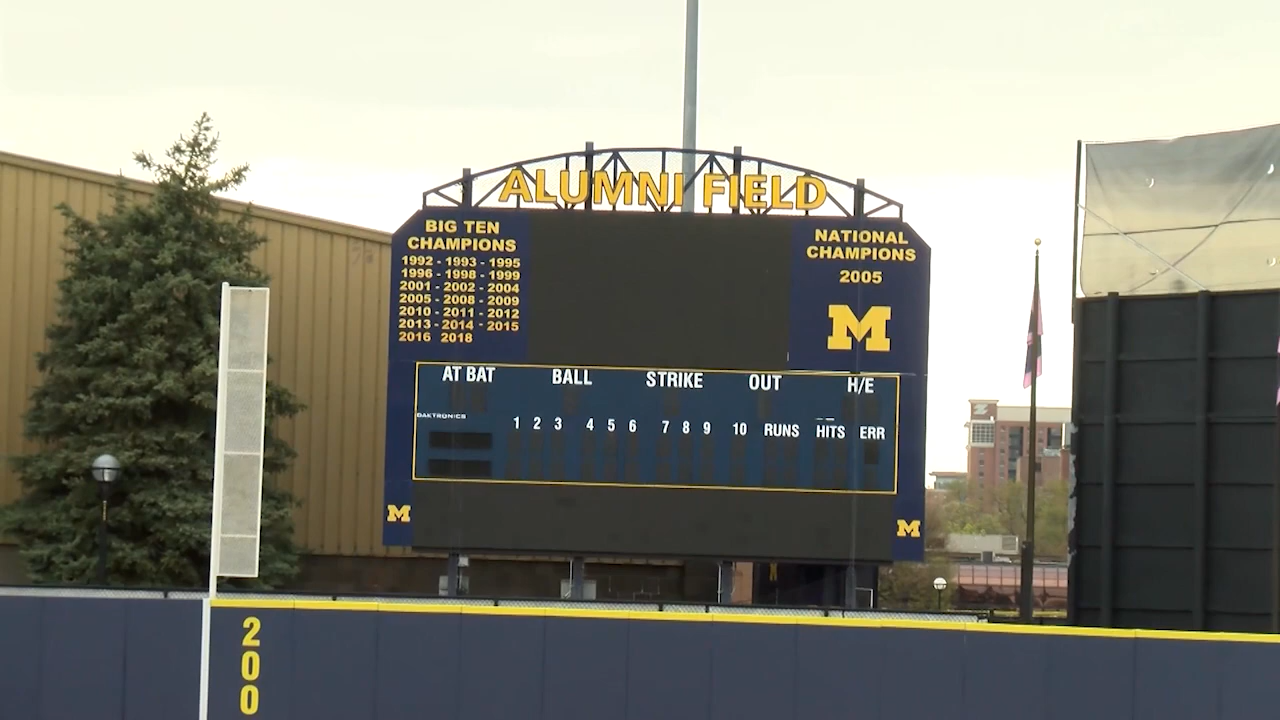 ALUMNI FIELD
BIG TEN
CHAMPIONS
1992 - 1993 - 1995
1996 - 1998 - 1999
2001 - 2002 - 2004
2005 - 2008 - 2009
2010 - 2011 - 2012
2013 - 2014 - 2015
2016 2018
NATIONAL
CHAMPIONS
2005
M
AT BAT BALL STRIKE OUT H/E
DAKTRONICS
1 2 3 4 5 6 7 8 9 10 RUNS HITS ERR
M
M
200